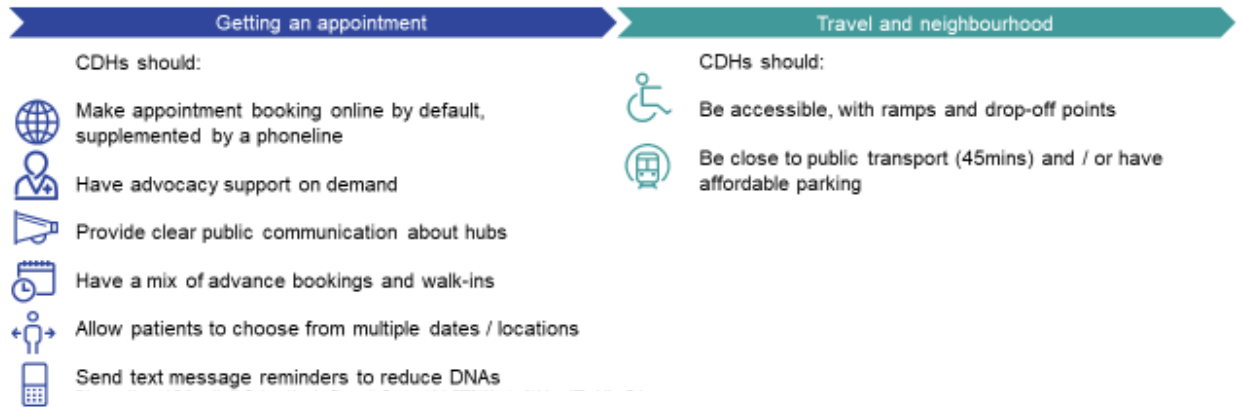 Getting an appointment
CDHs should:
Make appointment booking online by default,
supplemented by a phoneline
Have advocacy support on demand
Provide clear public communication about hubs
Have a mix of advance bookings and walk-ins
Allow patients to choose from multiple dates / locations
Send text message reminders to reduce DNAs
Travel and neighbourhood
CDHs should:
Be accessible, with ramps and drop-off points
Be close to public transport (45mins) and / or have
affordable parking